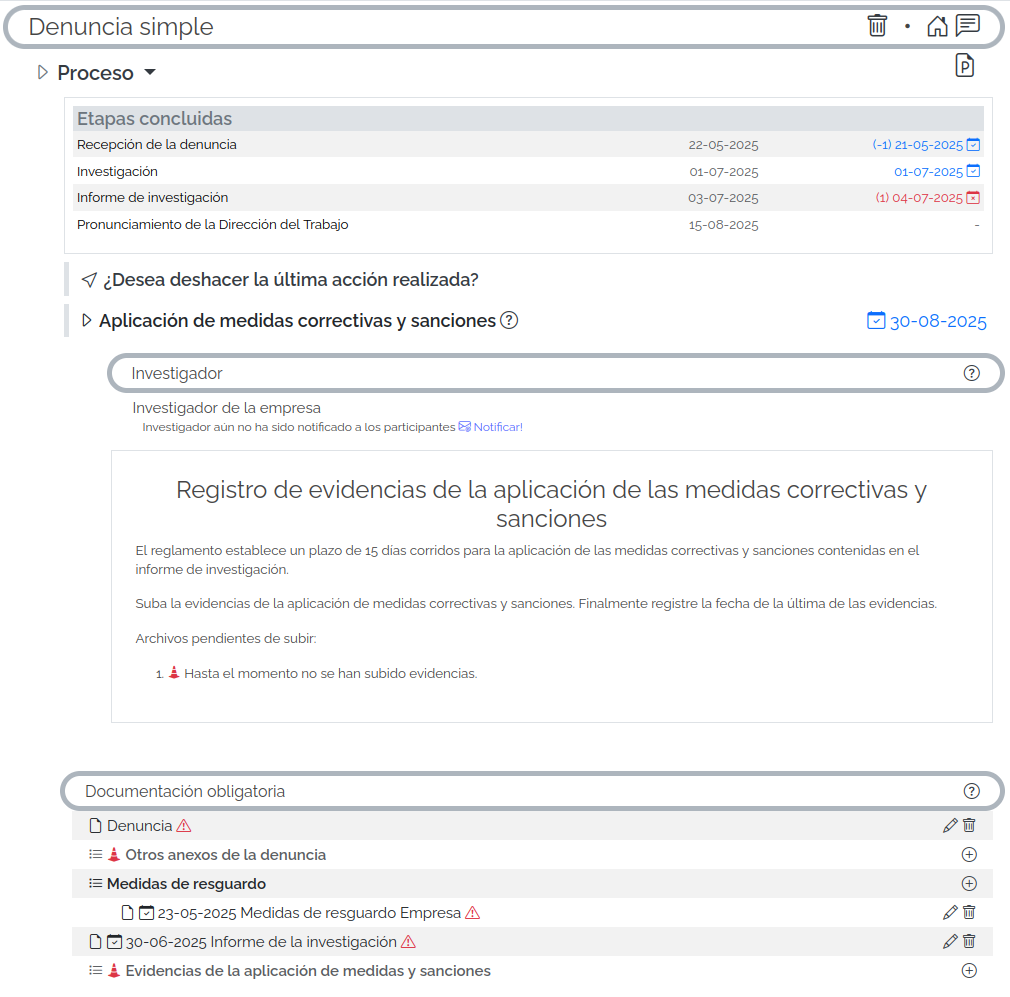 Denuncia simple
Proceso
P
Etapas concluidas
Recepción de la denuncia 22-05-2025 (-1) 21-05-2025
Investigación 01-07-2025 01-07-2025
Informe de investigación 03-07-2025 (1) 04-07-2025
Pronunciamiento de la Dirección del Trabajo 15-08-2025 -
¿Desea deshacer la última acción realizada?
Aplicación de medidas correctivas y sanciones ? 30-08-2025
Investigador ?
Investigador de la empresa
Investigador aún no ha sido notificado a los participantes Notificar!
Registro de evidencias de la aplicación de las medidas correctivas y
sanciones
El reglamento establece un plazo de 15 días corridos para la aplicación de las medidas correctivas y sanciones contenidas en el
informe de investigación.
Suba la evidencias de la aplicación de medidas correctivas y sanciones. Finalmente registre la fecha de la última de las evidencias.
Archivos pendientes de subir:
1. Hasta el momento no se han subido evidencias.
Documentación obligatoria ?
Denuncia
Otros anexos de la denuncia
Medidas de resguardo
23-05-2025 Medidas de resguardo Empresa
30-06-2025 Informe de la investigación
Evidencias de la aplicación de medidas y sanciones